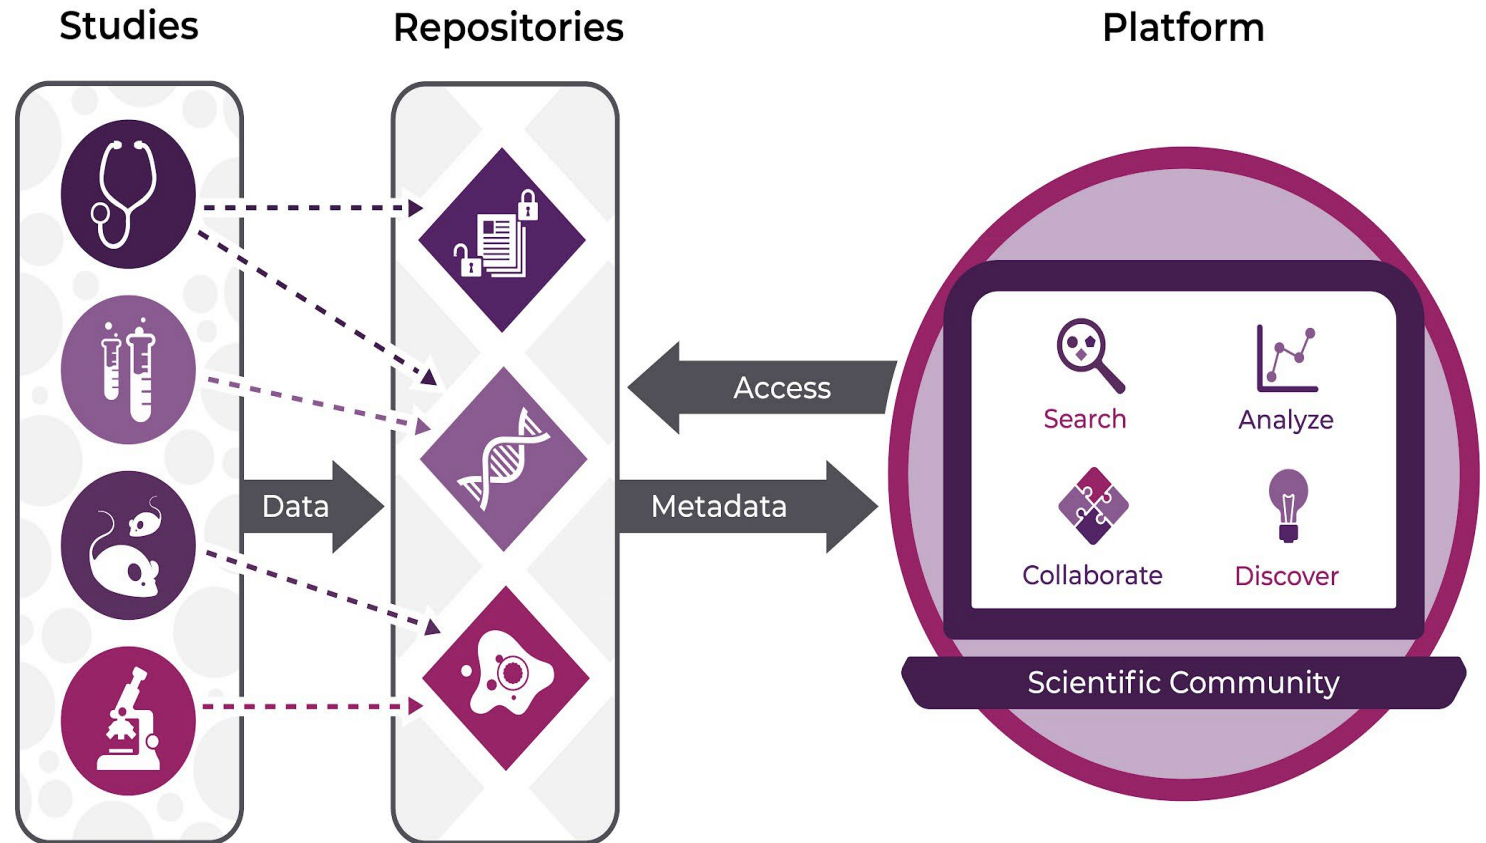 Studies
Repositories
Platform
Data
Access
Metadata
Search
Analyze
Collaborate
Discover
Scientific Community